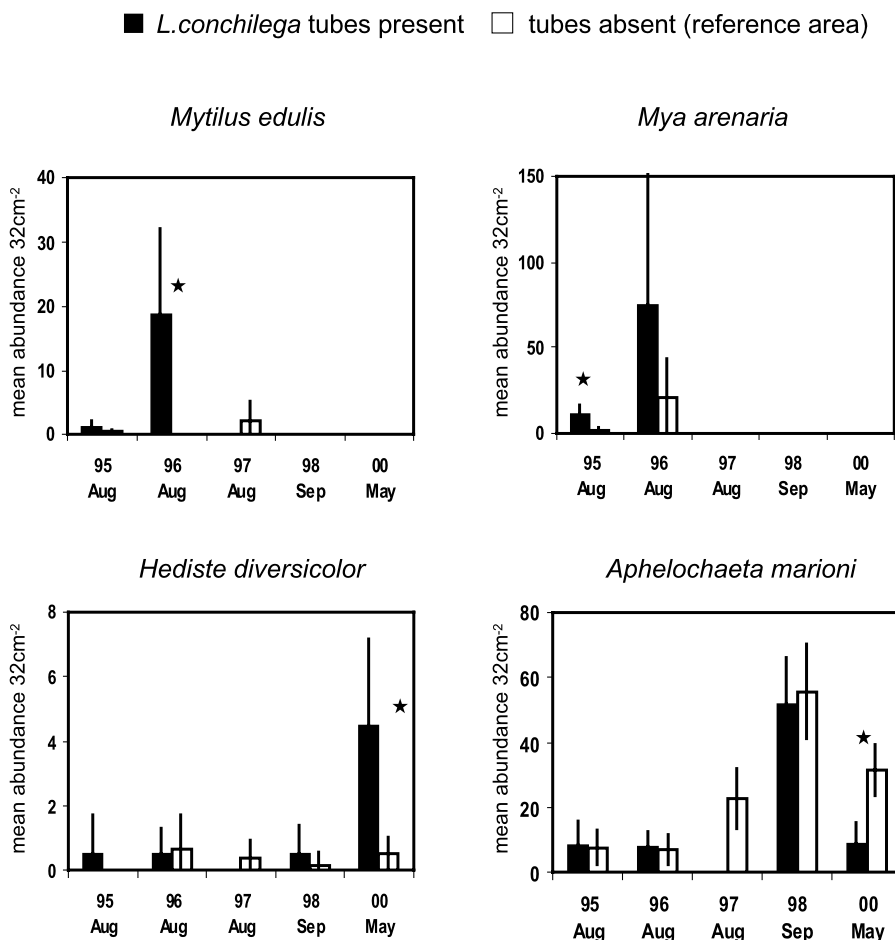 L.conchilega tubes present tubes absent (reference area)
Mytilus edulis
mean abundance 32cm-2
40
30
20
10
0
95 96 97 98 00
Aug Aug Aug Sep May
Mya arenaria
mean abundance 32cm-2
150
100
50
0
95 96 97 98 00
Aug Aug Aug Sep May
Hediste diversicolor
mean abundance 32cm-2
8
6
4
2
0
95 96 97 98 00
Aug Aug Aug Sep May
Aphelochaeta marioni
mean abundance 32cm-2
80
60
40
20
0
95 96 97 98 00
Aug Aug Aug Sep May